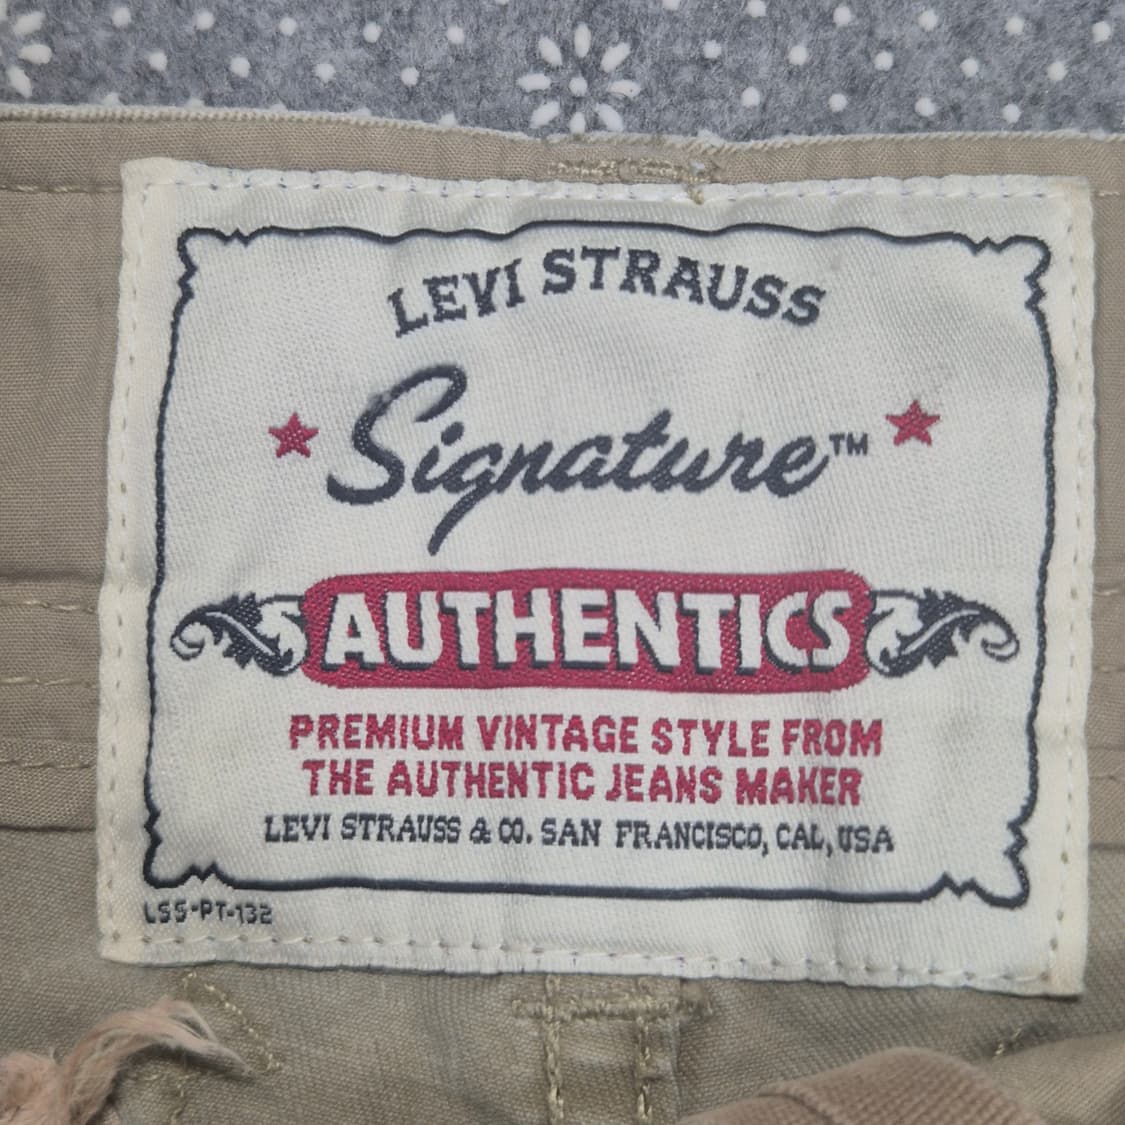 LEVI STRAUSS
Signature™
AUTHENTICS
PREMIUM VINTAGE STYLE FROM
THE AUTHENTIC JEANS MAKER
LEVI STRAUSS & CO. SAN FRANCISCO, CAL, USA
LSS-PT-132